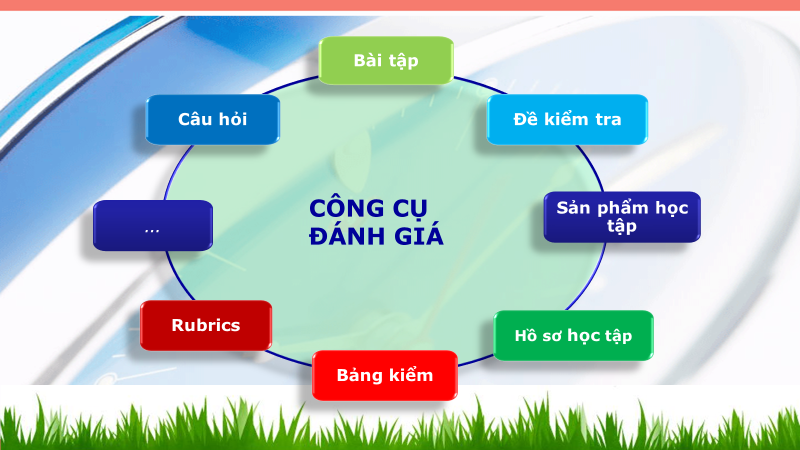 Bài tập
Câu hỏi
Đề kiểm tra
CÔNG CỤ
ĐÁNH GIÁ
...
Sản phẩm học
tập
Rubrics
Hồ sơ học tập
Bảng kiểm